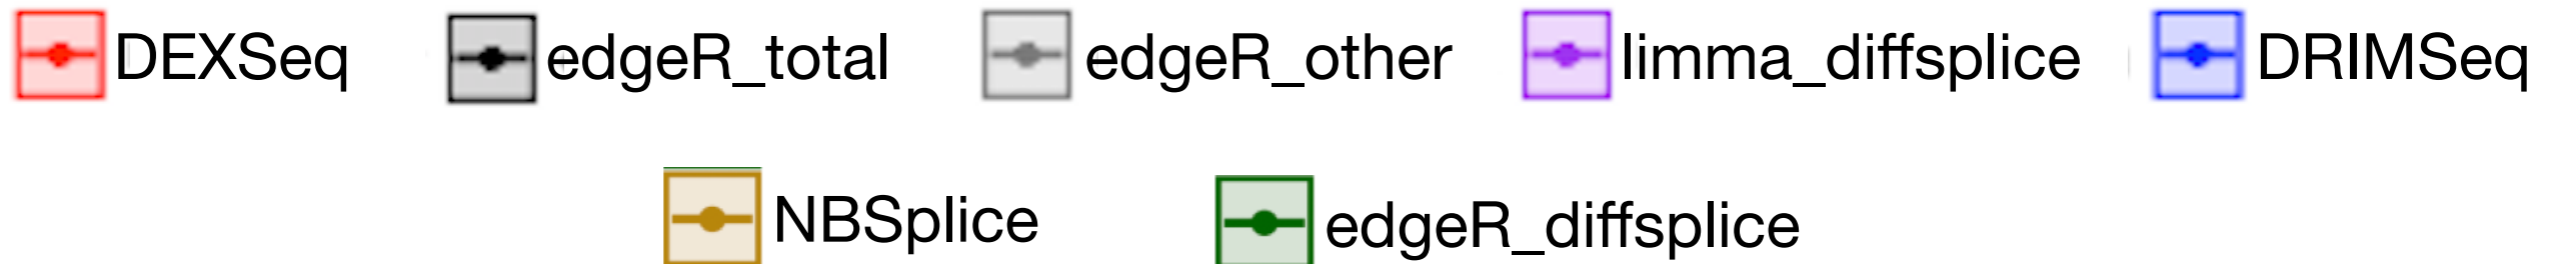 DEXSeq edgeR_total edgeR_other limma_diffsplice DRIMSeq
NBSplice edgeR_diffsplice